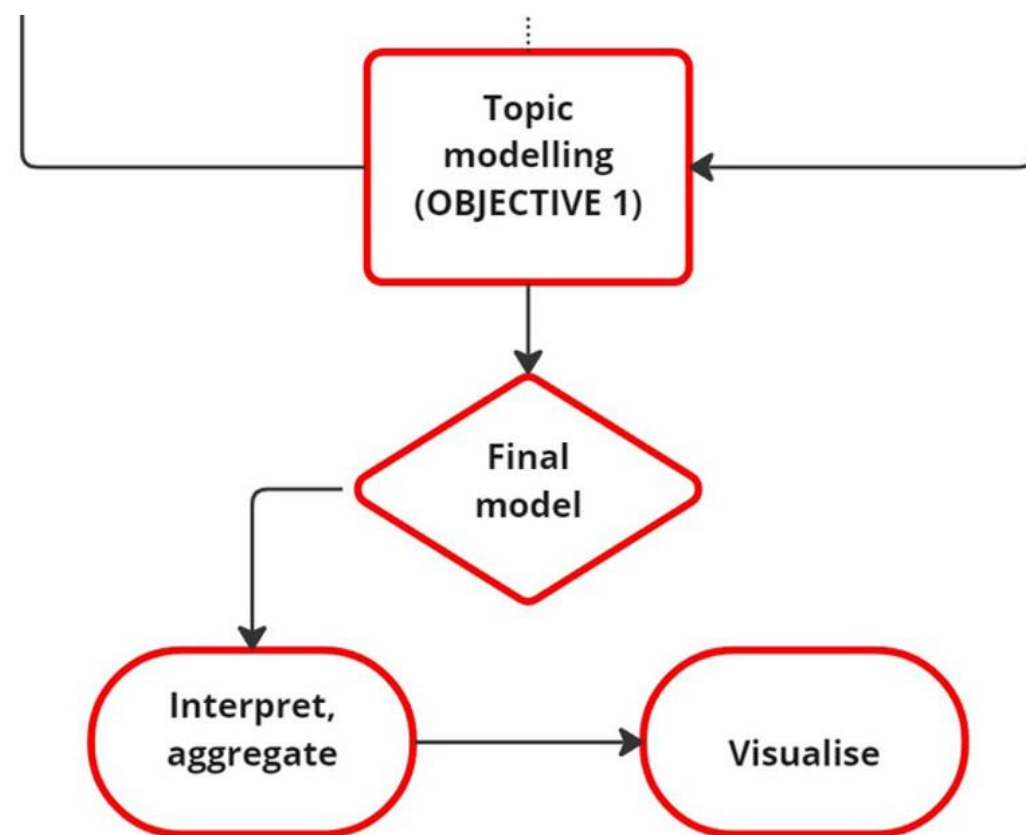 Topic
modelling
(OBJECTIVE 1)
Final
model
Interpret,
aggregate
Visualise